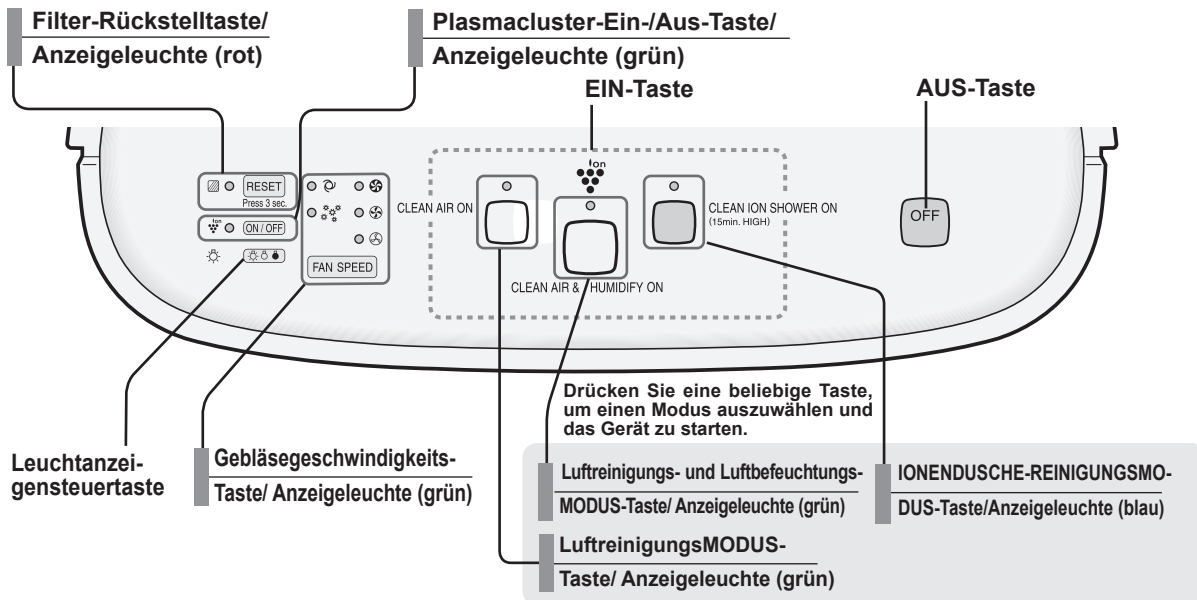 Filter-Rückstelltaste/
Anzeigeleuchte (rot)
Plasmacluster-Ein-/Aus-Taste/
Anzeigeleuchte (grün)
EIN-Taste
AUS-Taste
RESET
Press 3 sec.
Ion
ON / OFF
FAN SPEED
Ion
CLEAN AIR ON
CLEAN ION SHOWER ON
(15min. HIGH)
CLEAN AIR & HUMIDIFY ON
OFF
Drücken Sie eine beliebige Taste,
um einen Modus auszuwählen und
das Gerät zu starten.
Leuchtanzei-
gensteuertaste
Gebläsegeschwindigkeits-
Taste/ Anzeigeleuchte (grün)
Luftreinigungs- und Luftbefeuchtungs-
MODUS-Taste/ Anzeigeleuchte (grün)
IONENDUSCHE-REINIGUNGSMO-
DUS-Taste/Anzeigeleuchte (blau)
LuftreinigungsMODUS-
Taste/ Anzeigeleuchte (grün)